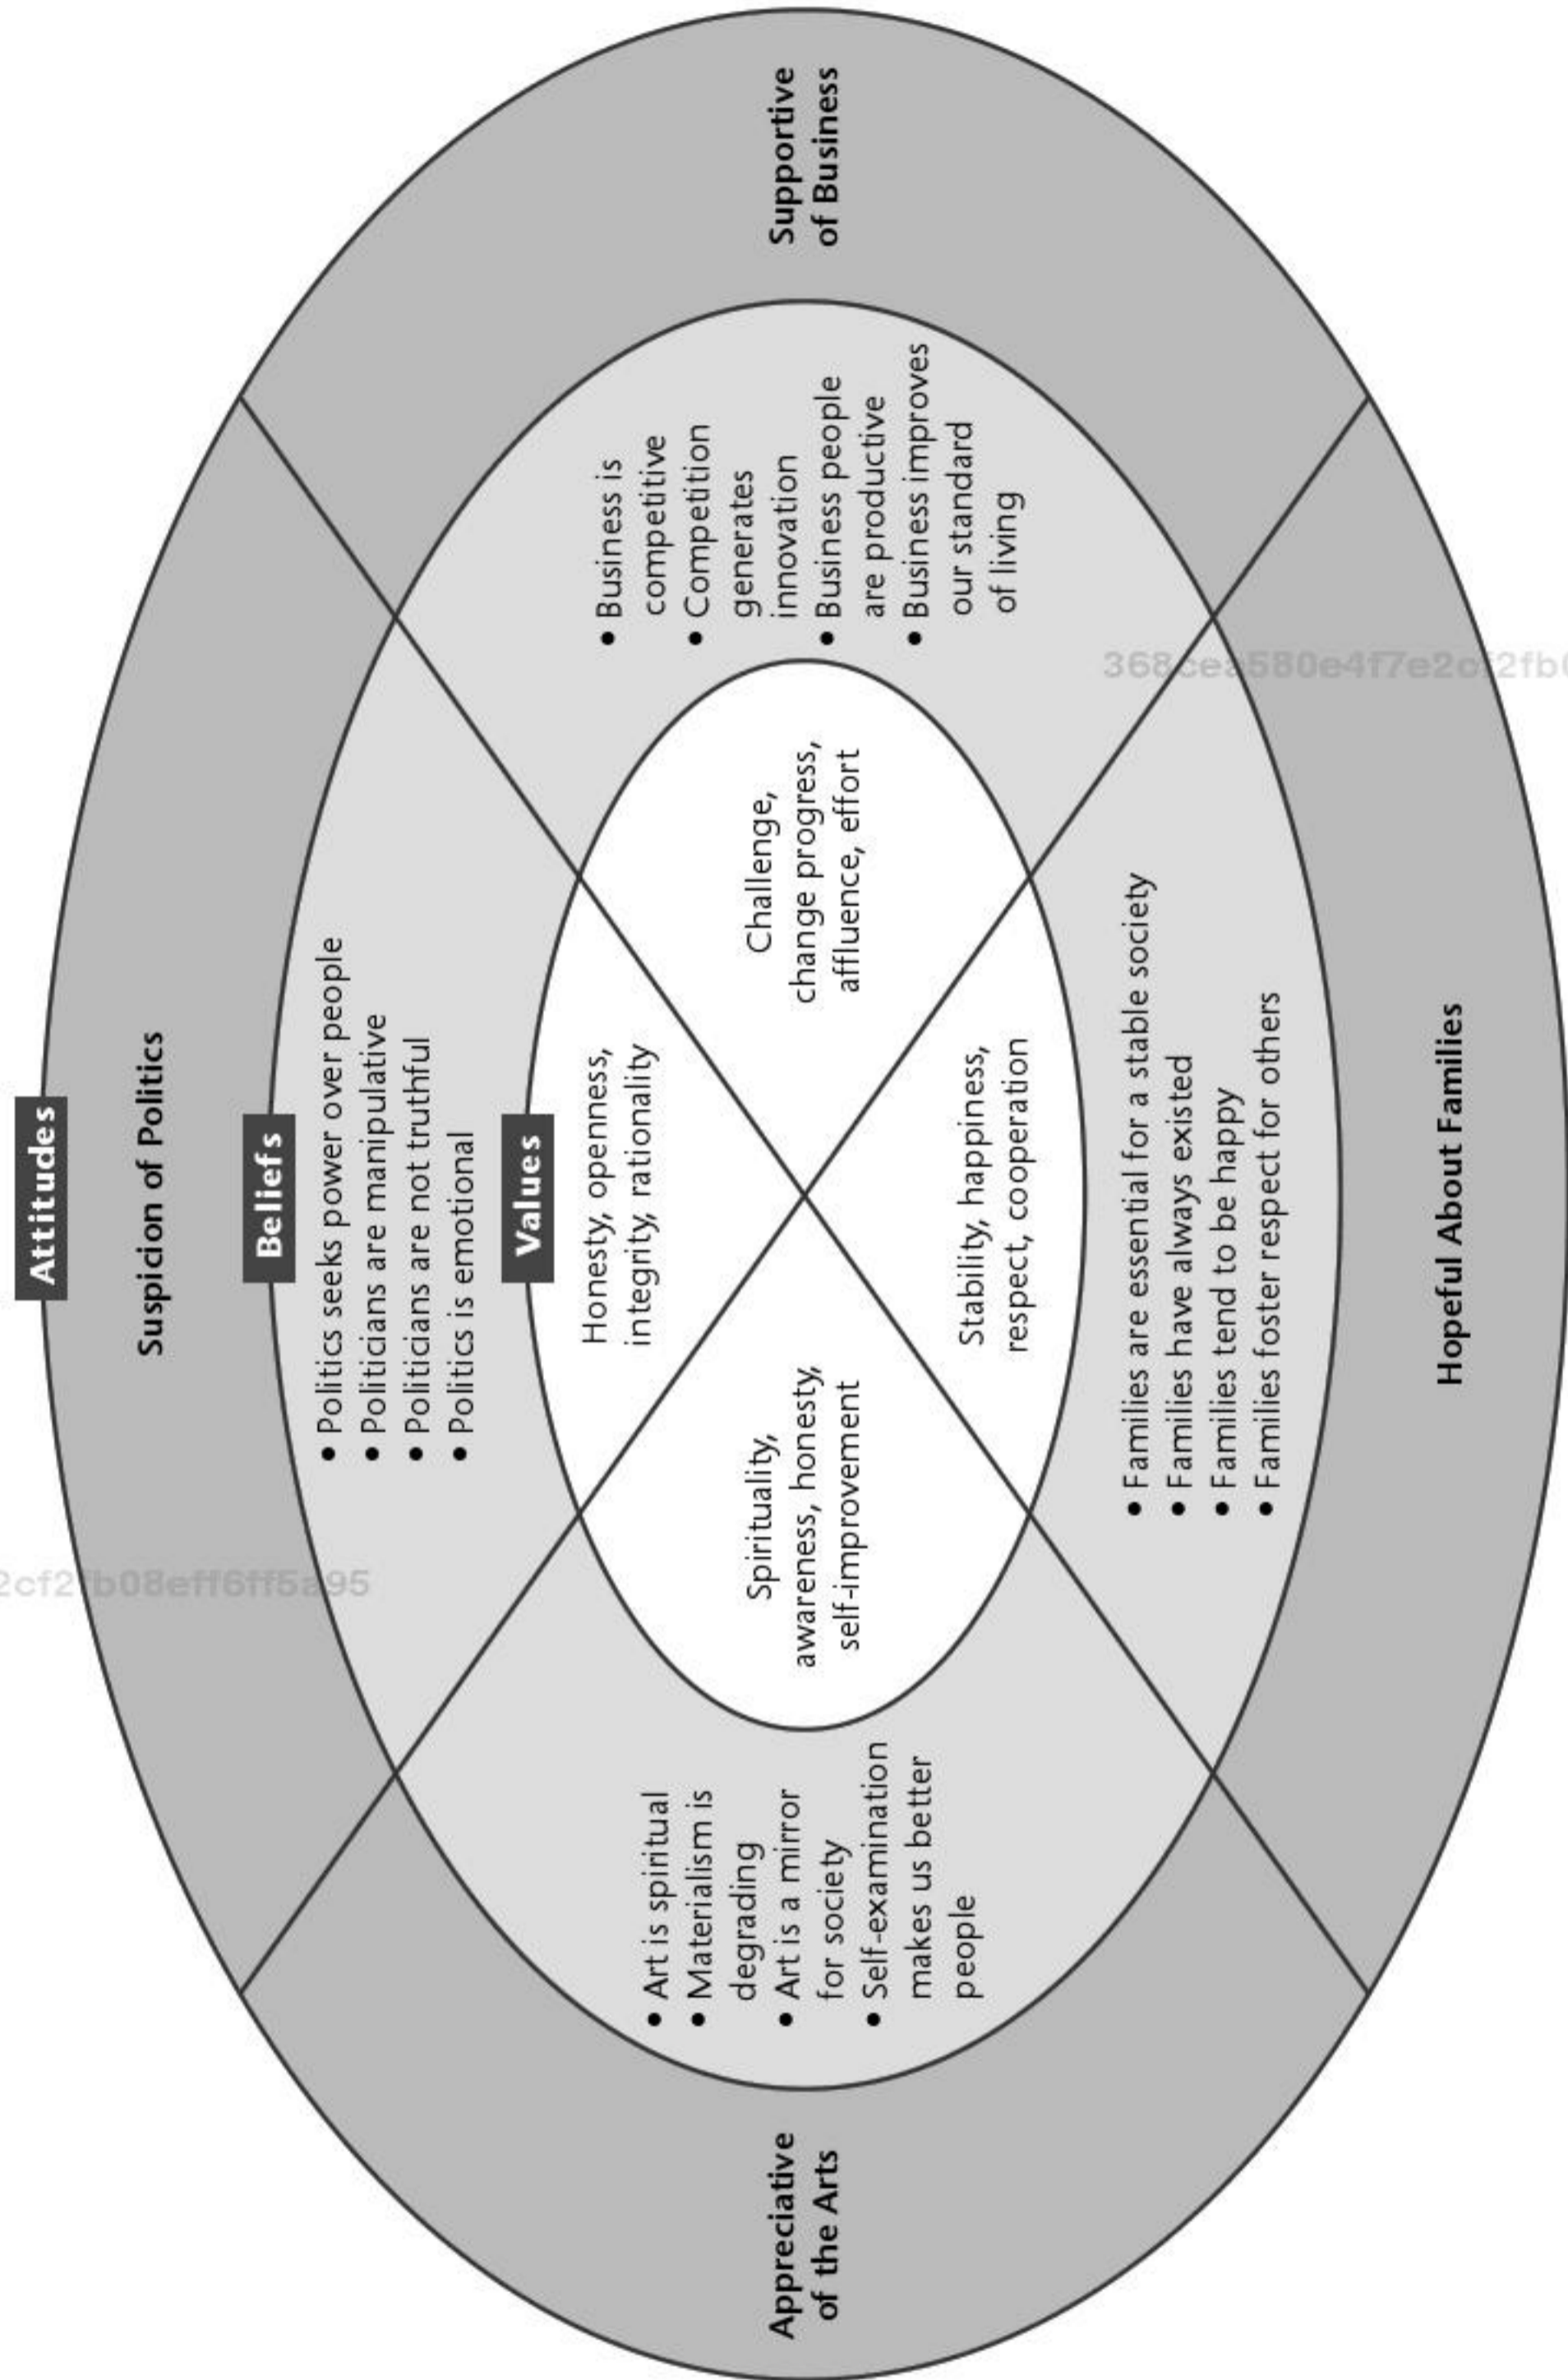 Attitudes
Suspicion of Politics
Beliefs
• Politics seeks power over people
• Politicians are manipulative
• Politicians are not truthful
• Politics is emotional
Values
Honesty, openness,
integrity, rationality
Appreciative
of the Arts
• Art is spiritual
• Materialism is
degrading
• Art is a mirror
for society
• Self-examination
makes us better
people
Spirituality,
awareness, honesty,
self-improvement
Challenge,
change progress,
affluence, effort
• Business is
competitive
• Competition
generates
innovation
• Business people
are productive
• Business improves
our standard
of living
Supportive
of Business
Stability, happiness,
respect, cooperation
• Families are essential for a stable society
• Families have always existed
• Families tend to be happy
• Families foster respect for others
Hopeful About Families